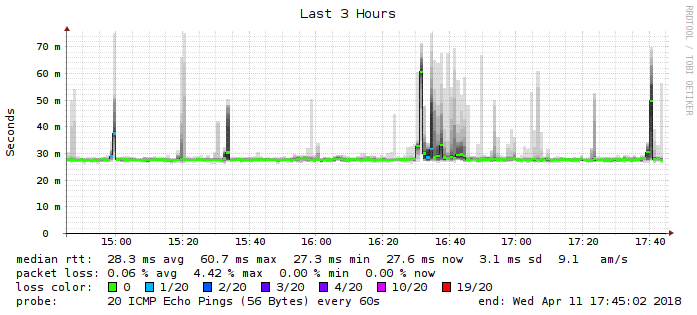 Last 3 Hours
RRDTOOL / TOBI OETIKER
Seconds
70 m
60 m
50 m
40 m
30 m
20 m
10 m
0
15:00 15:20 15:40 16:00 16:20 16:40 17:00 17:20 17:40
median rtt: 28.3 ms avg 60.7 ms max 27.3 ms min 27.6 ms now 3.1 ms sd 9.1 am/s
packet loss: 0.06 % avg 4.42 % max 0.00 % min 0.00 % now
loss color: 0 1/20 2/20 3/20 4/20 10/20 19/20
probe: 20 ICMP Echo Pings (56 Bytes) every 60s end: Wed Apr 11 17:45:02 2018